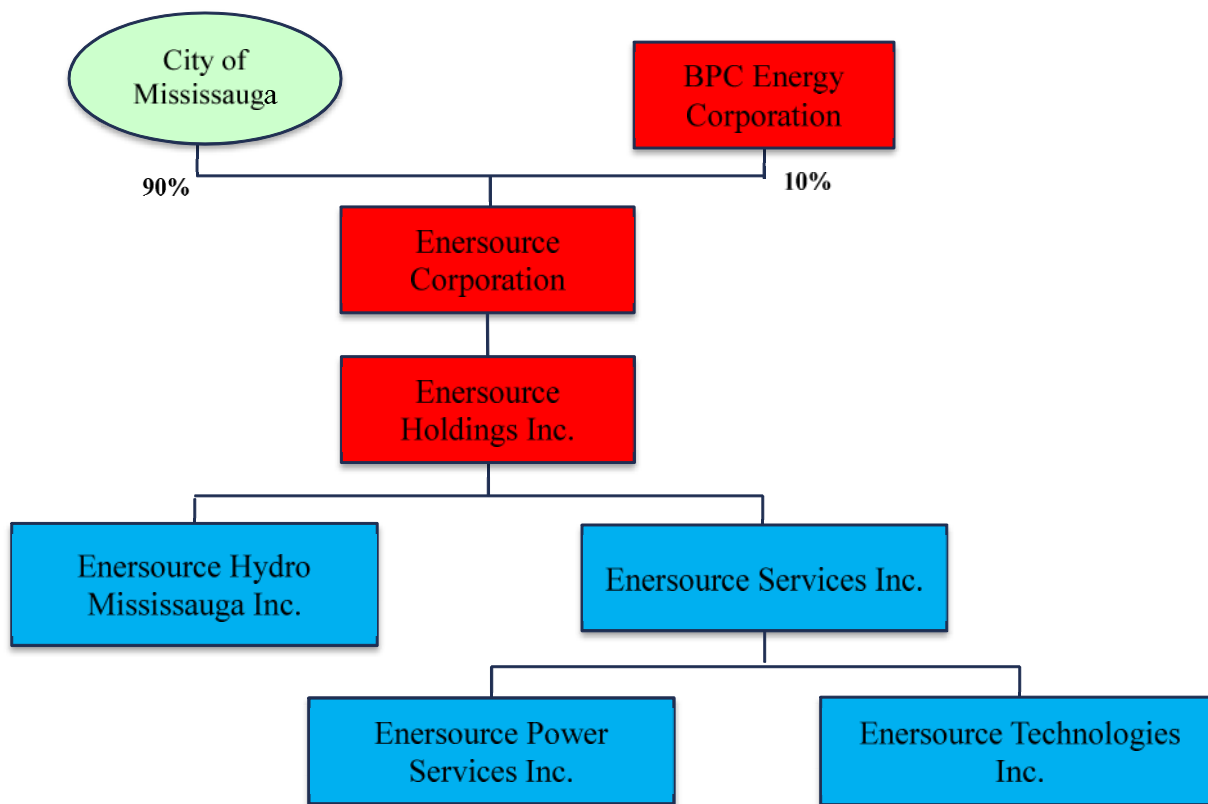 City of
Mississauga
BPC Energy
Corporation
90%
10%
Enersource
Corporation
Enersource
Holdings Inc.
Enersource Hydro
Mississauga Inc.
Enersource Services Inc.
Enersource Power
Services Inc.
Enersource Technologies
Inc.